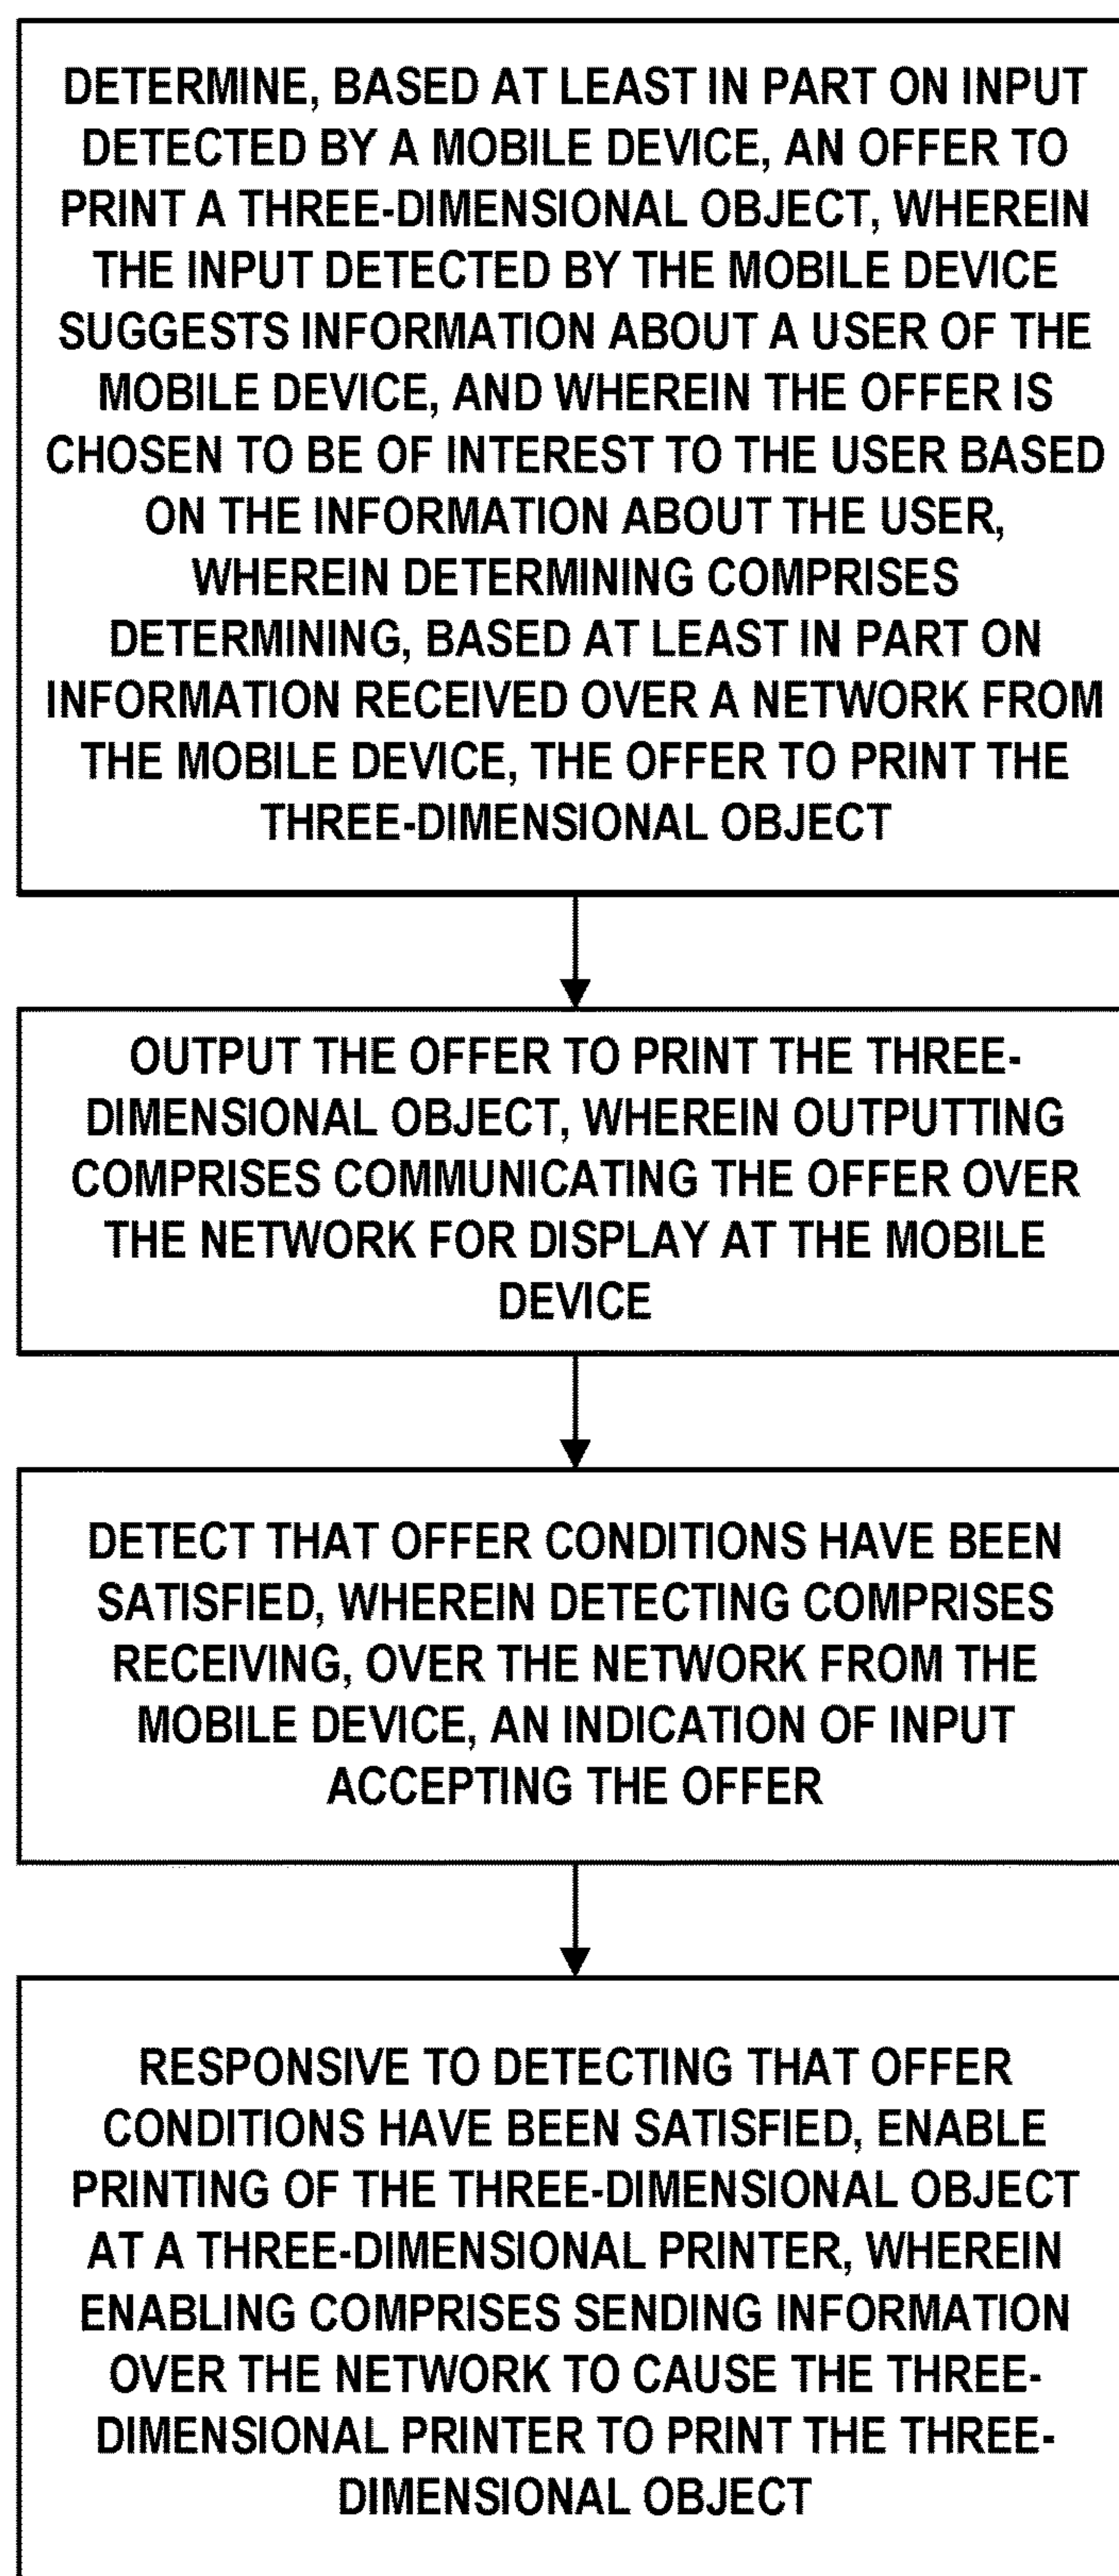 DETERMINE, BASED AT LEAST IN PART ON INPUT
DETECTED BY A MOBILE DEVICE, AN OFFER TO
PRINT A THREE-DIMENSIONAL OBJECT, WHEREIN
THE INPUT DETECTED BY THE MOBILE DEVICE
SUGGESTS INFORMATION ABOUT A USER OF THE
MOBILE DEVICE, AND WHEREIN THE OFFER IS
CHOSEN TO BE OF INTEREST TO THE USER BASED
ON THE INFORMATION ABOUT THE USER,
WHEREIN DETERMINING COMPRISES
DETERMINING, BASED AT LEAST IN PART ON
INFORMATION RECEIVED OVER A NETWORK FROM
THE MOBILE DEVICE, THE OFFER TO PRINT THE
THREE-DIMENSIONAL OBJECT
OUTPUT THE OFFER TO PRINT THE THREE-
DIMENSIONAL OBJECT, WHEREIN OUTPUTTING
COMPRISES COMMUNICATING THE OFFER OVER
THE NETWORK FOR DISPLAY AT THE MOBILE
DEVICE
DETECT THAT OFFER CONDITIONS HAVE BEEN
SATISFIED, WHEREIN DETECTING COMPRISES
RECEIVING, OVER THE NETWORK FROM THE
MOBILE DEVICE, AN INDICATION OF INPUT
ACCEPTING THE OFFER
RESPONSIVE TO DETECTING THAT OFFER
CONDITIONS HAVE BEEN SATISFIED, ENABLE
PRINTING OF THE THREE-DIMENSIONAL OBJECT
AT A THREE-DIMENSIONAL PRINTER, WHEREIN
ENABLING COMPRISES SENDING INFORMATION
OVER THE NETWORK TO CAUSE THE THREE-
DIMENSIONAL PRINTER TO PRINT THE THREE-
DIMENSIONAL OBJECT